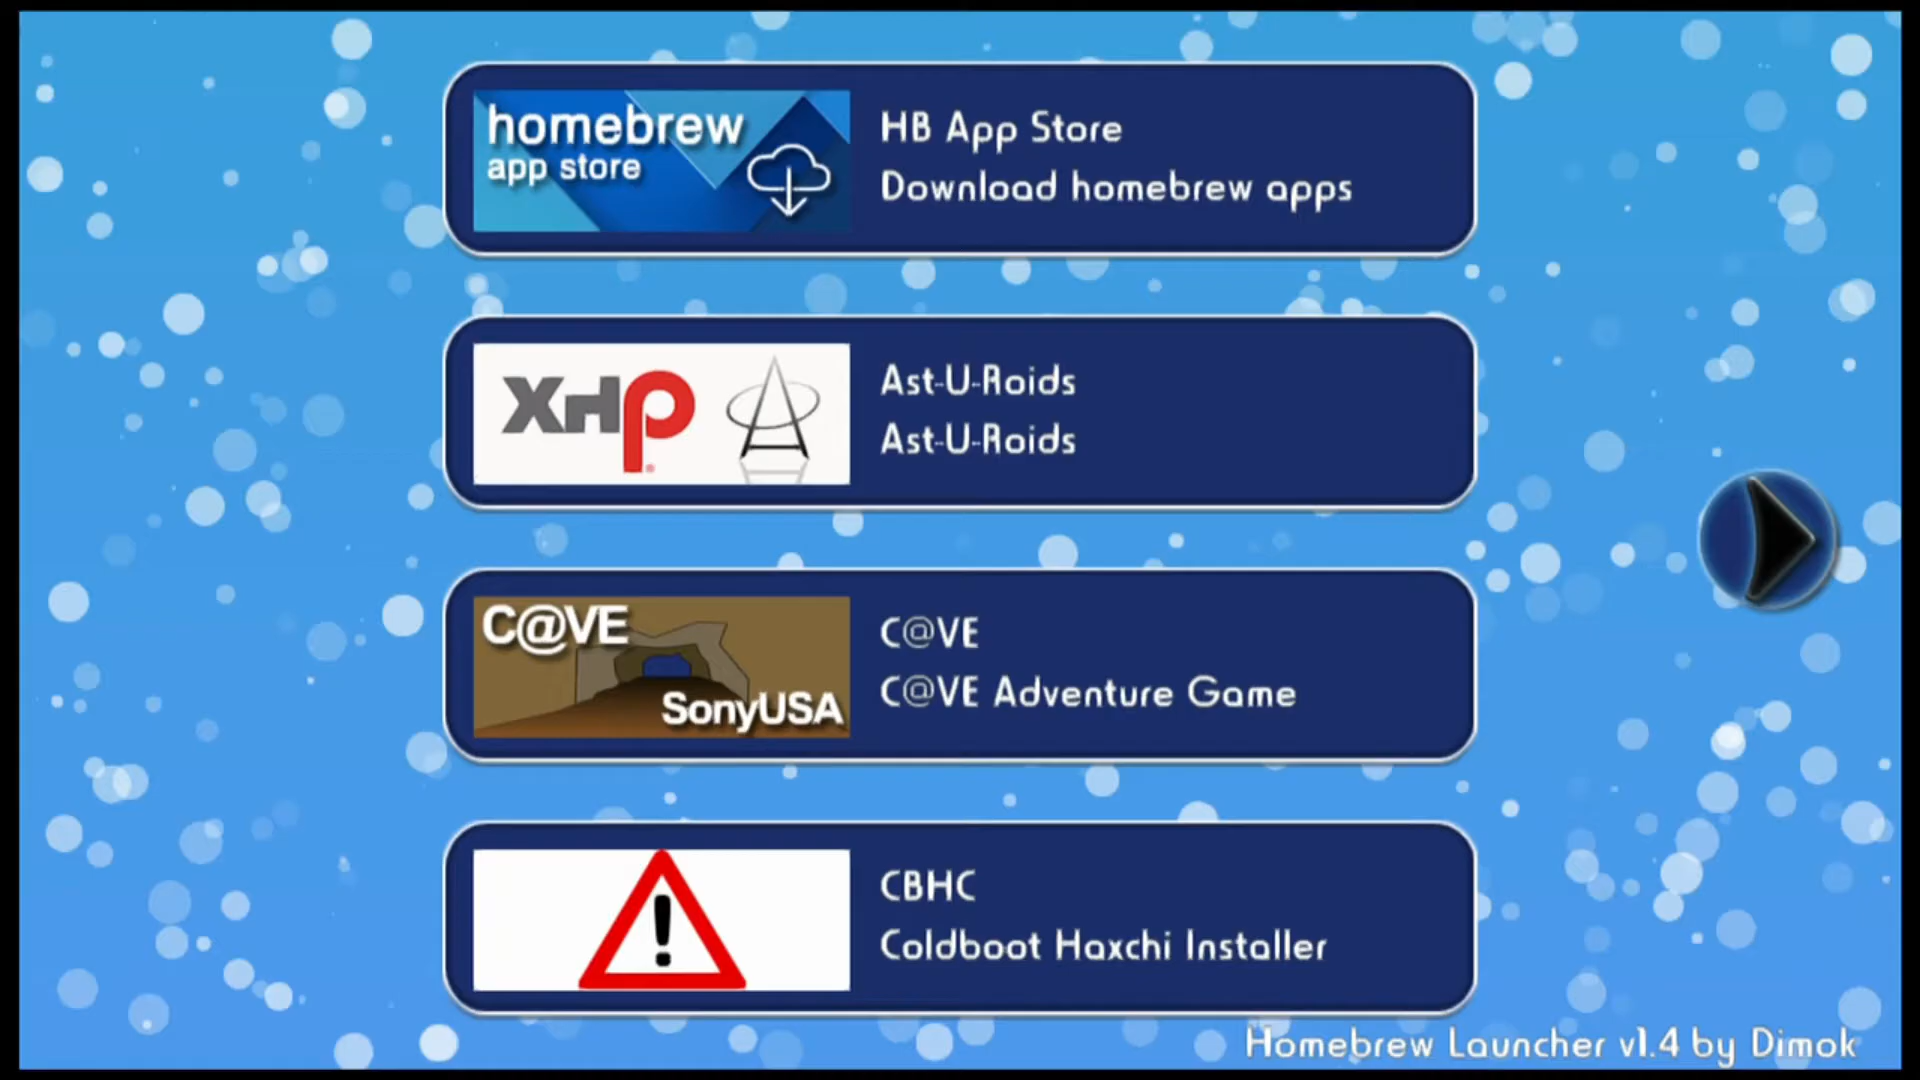 homebrew
app store
HB App Store
Download homebrew apps
XHP
Ast-U-Roids
Ast-U-Roids
C@VE
SonyUSA
C@VE
C@VE Adventure Game
!
CBHC
Coldboot Haxchi Installer
Homebrew Launcher v1.4 by Dimok